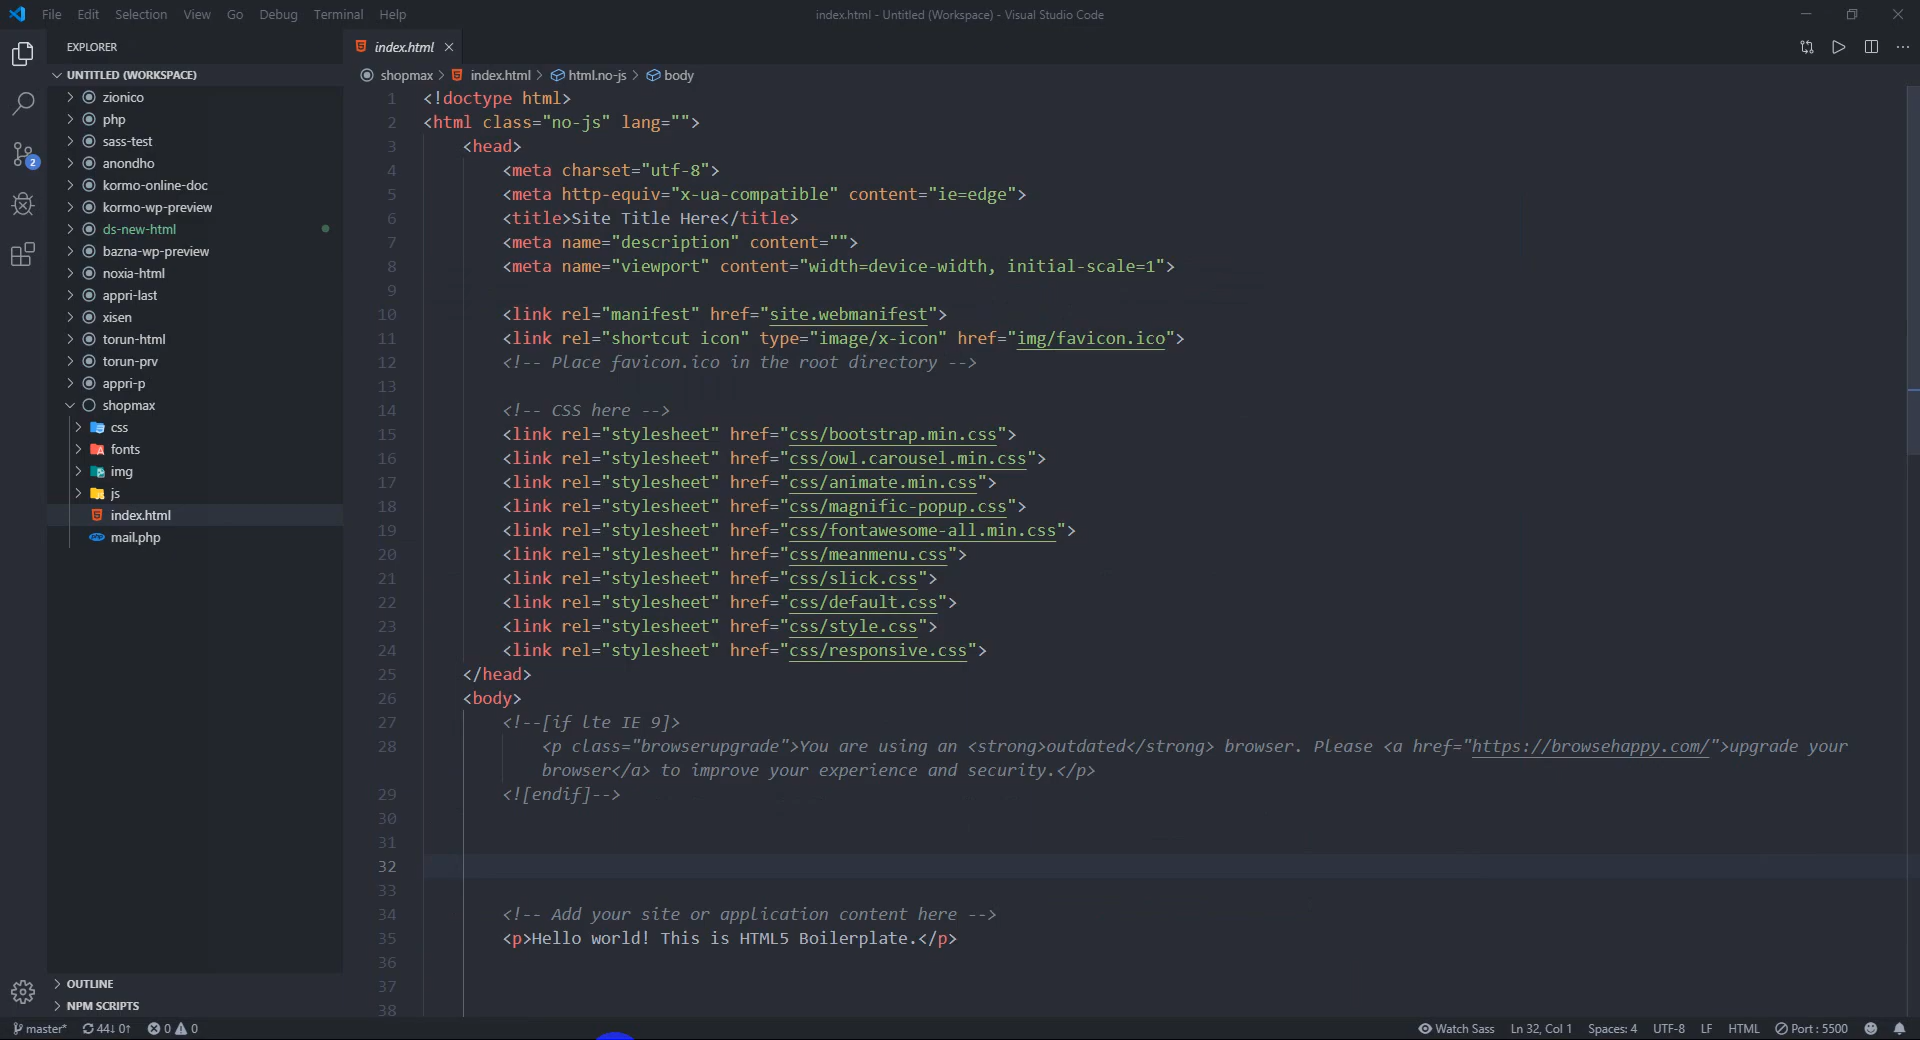 File Edit Selection View Go Debug Terminal Help
index.html - Untitled (Workspace) - Visual Studio Code
EXPLORER
index.html
UNTITLED (WORKSPACE)
shopmax > index.html > html.no-js > body
zionico
php
sass-test
anondho
kormo-online-doc
kormo-wp-preview
ds-new-html
bazna-wp-preview
noxia-html
appri-last
xisen
torun-html
torun-prv
appri-p
shopmax
css
fonts
img
js
index.html
mail.php
OUTLINE
NPM SCRIPTS
2
1 <!doctype html>
2 <html class="no-js" lang="">
3 <head>
4 <meta charset="utf-8">
5 <meta http-equiv="x-ua-compatible" content="ie=edge">
6 <title>Site Title Here</title>
7 <meta name="description" content="">
8 <meta name="viewport" content="width=device-width, initial-scale=1">
9
10 <link rel="manifest" href="site.webmanifest">
11 <link rel="shortcut icon" type="image/x-icon" href="img/favicon.ico">
12 <!-- Place favicon.ico in the root directory -->
13
14 <!-- CSS here -->
15 <link rel="stylesheet" href="css/bootstrap.min.css">
16 <link rel="stylesheet" href="css/owl.carousel.min.css">
17 <link rel="stylesheet" href="css/animate.min.css">
18 <link rel="stylesheet" href="css/magnific-popup.css">
19 <link rel="stylesheet" href="css/fontawesome-all.min.css">
20 <link rel="stylesheet" href="css/meanmenu.css">
21 <link rel="stylesheet" href="css/slick.css">
22 <link rel="stylesheet" href="css/default.css">
23 <link rel="stylesheet" href="css/style.css">
24 <link rel="stylesheet" href="css/responsive.css">
25 </head>
26 <body>
27 <!--[if lte IE 9]>
28 <p class="browserupgrade">You are using an <strong>outdated</strong> browser. Please <a href="https://browsehappy.com/">upgrade your
browser</a> to improve your experience and security.</p>
29 <![endif]-->
30
31
32
33
34 <!-- Add your site or application content here -->
35 <p>Hello world! This is HTML5 Boilerplate.</p>
36
37
38
master* 44↓ 0↑ 0 0
Watch Sass Ln 32, Col 1 Spaces: 4 UTF-8 LF HTML Port : 5500